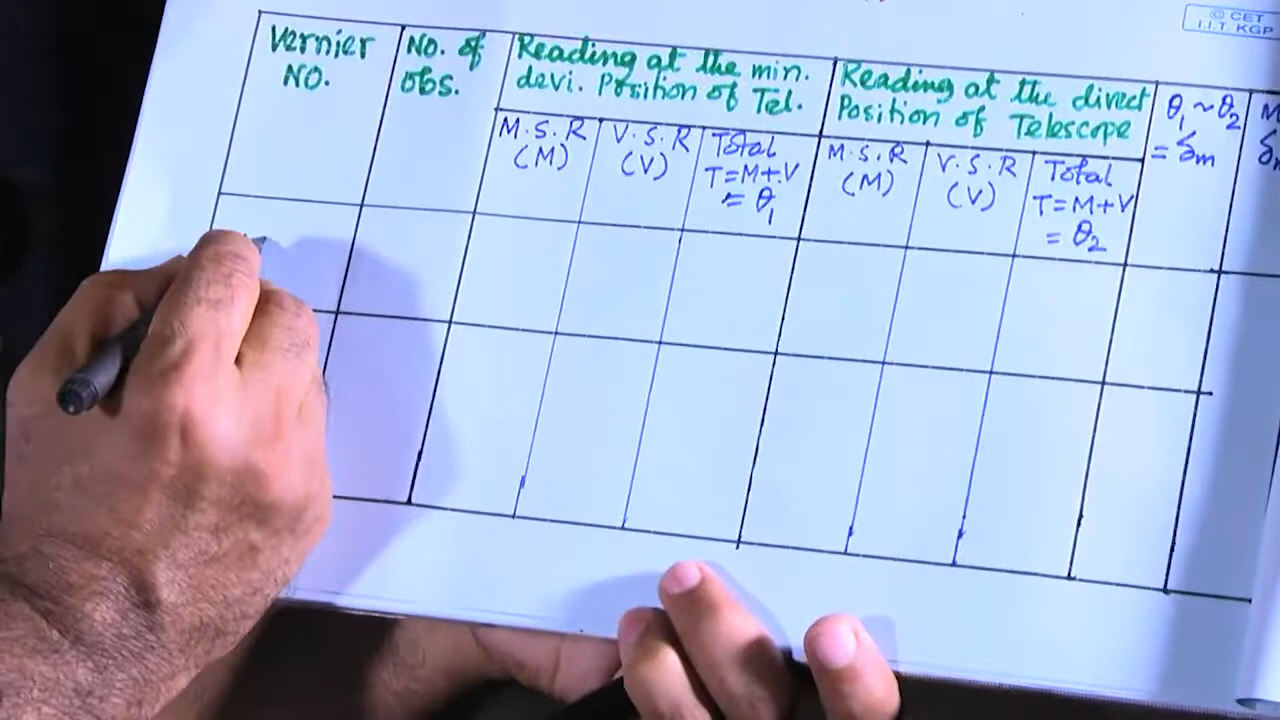 © CET
I.I.T. KGP
Vernier
NO.
NO. of
obs.
Reading at the min.
devi. Position of Tel.
M.S.R
(M)
V.S.R
(V)
Total
T=M+V
= θ₁
Reading at the direct
Position of Telescope
M.S.R
(M)
V.S.R
(V)
Total
T=M+V
= θ₂
θ₁ ~ θ₂
= δm